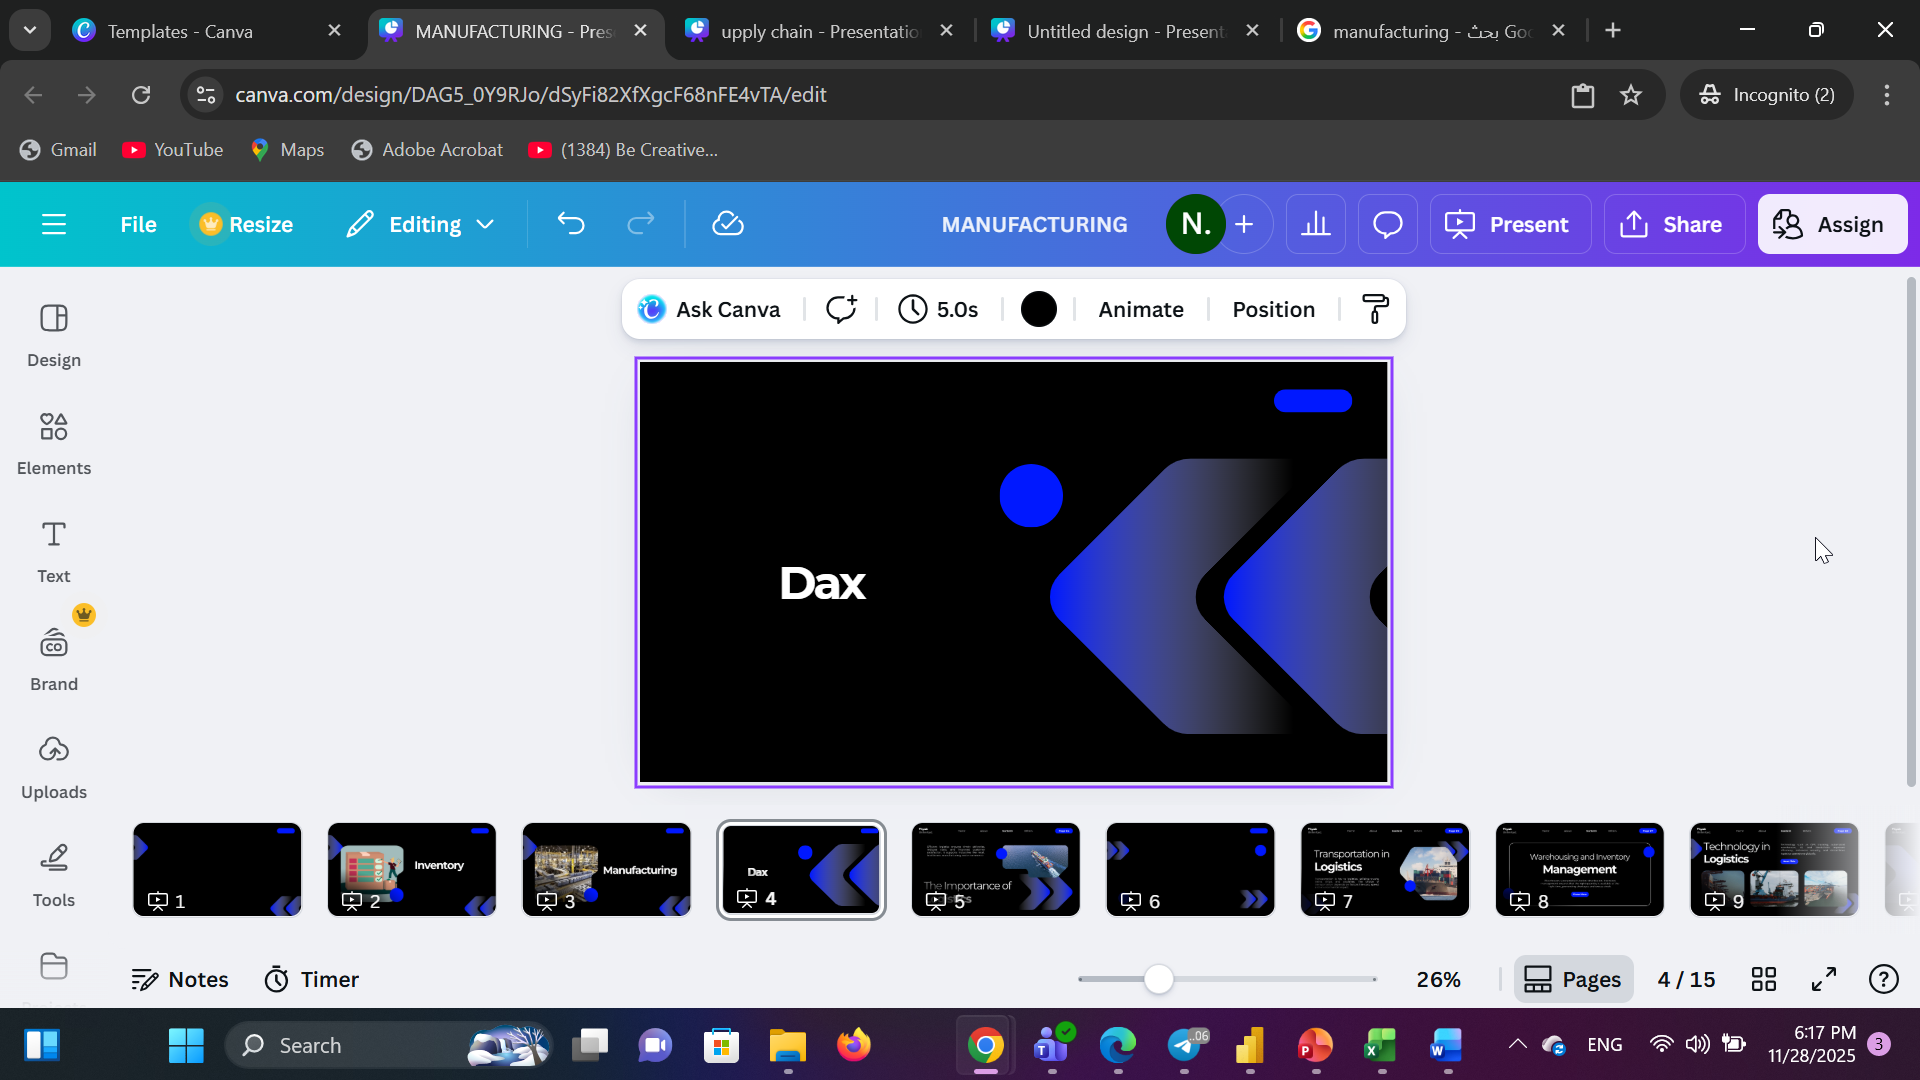 Templates - Canva
MANUFACTURING - Pres
upply chain - Presentatio
Untitled design - Present
manufacturing - بحث Goo
canva.com/design/DAG5_0Y9RJo/dSyFi82XfXgcF68nFE4vTA/edit
Incognito (2)
Gmail
YouTube
Maps
Adobe Acrobat
(1384) Be Creative...
File
Resize
Editing
MANUFACTURING
N.
Present
Share
Assign
Ask Canva
5.0s
Animate
Position
Design
Elements
Text
Brand
Uploads
Tools
Dax
1
Inventory
2
Manufacturing
3
Dax
4
The Importance of
5
6
Transportation in
Logistics
7
Warehousing and Inventory
Management
8
Technology in
Logistics
9
Notes
Timer
26%
Pages
4 / 15
Search
ENG
6:17 PM
11/28/2025
3